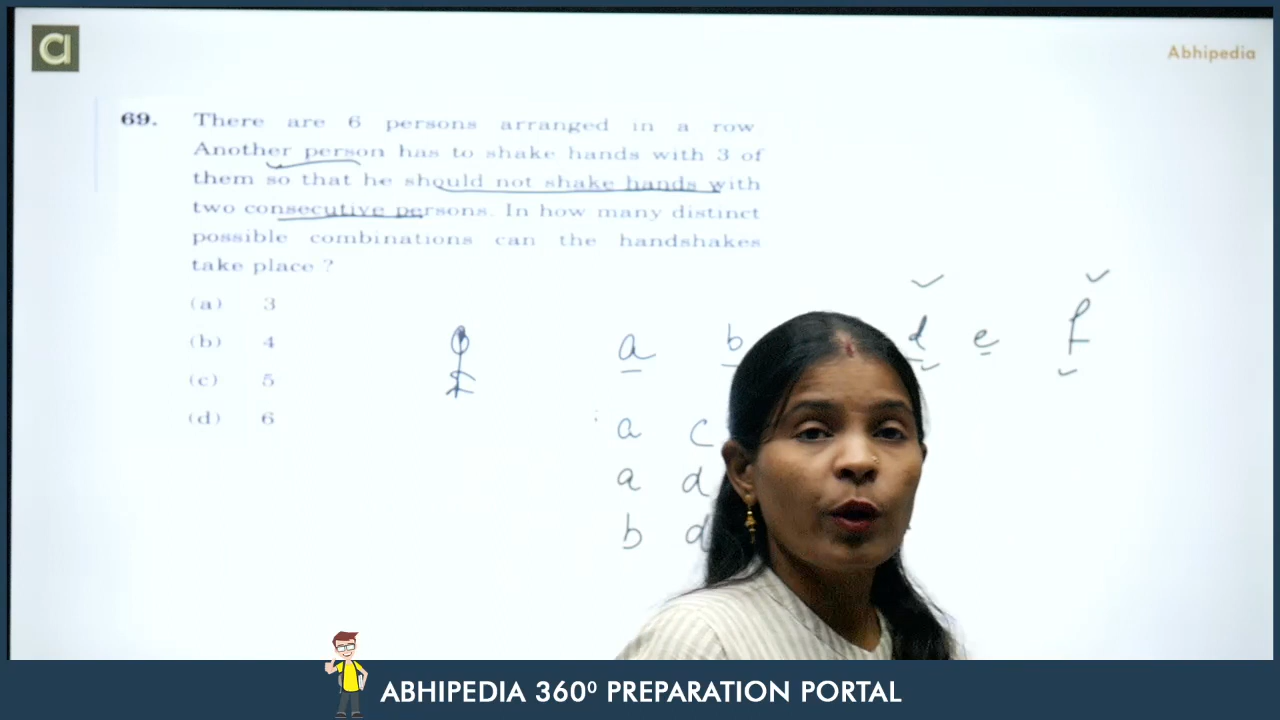 Abhipedia
69. There are 6 persons arranged in a row
Another person has to shake hands with 3 of
them so that he should not shake hands with
two consecutive persons. In how many distinct
possible combinations can the handshakes
take place ?
(a) 3
(b) 4
(c) 5
(d) 6
a b d e f
a c
a d
b d
ABHIPEDIA 360⁰ PREPARATION PORTAL